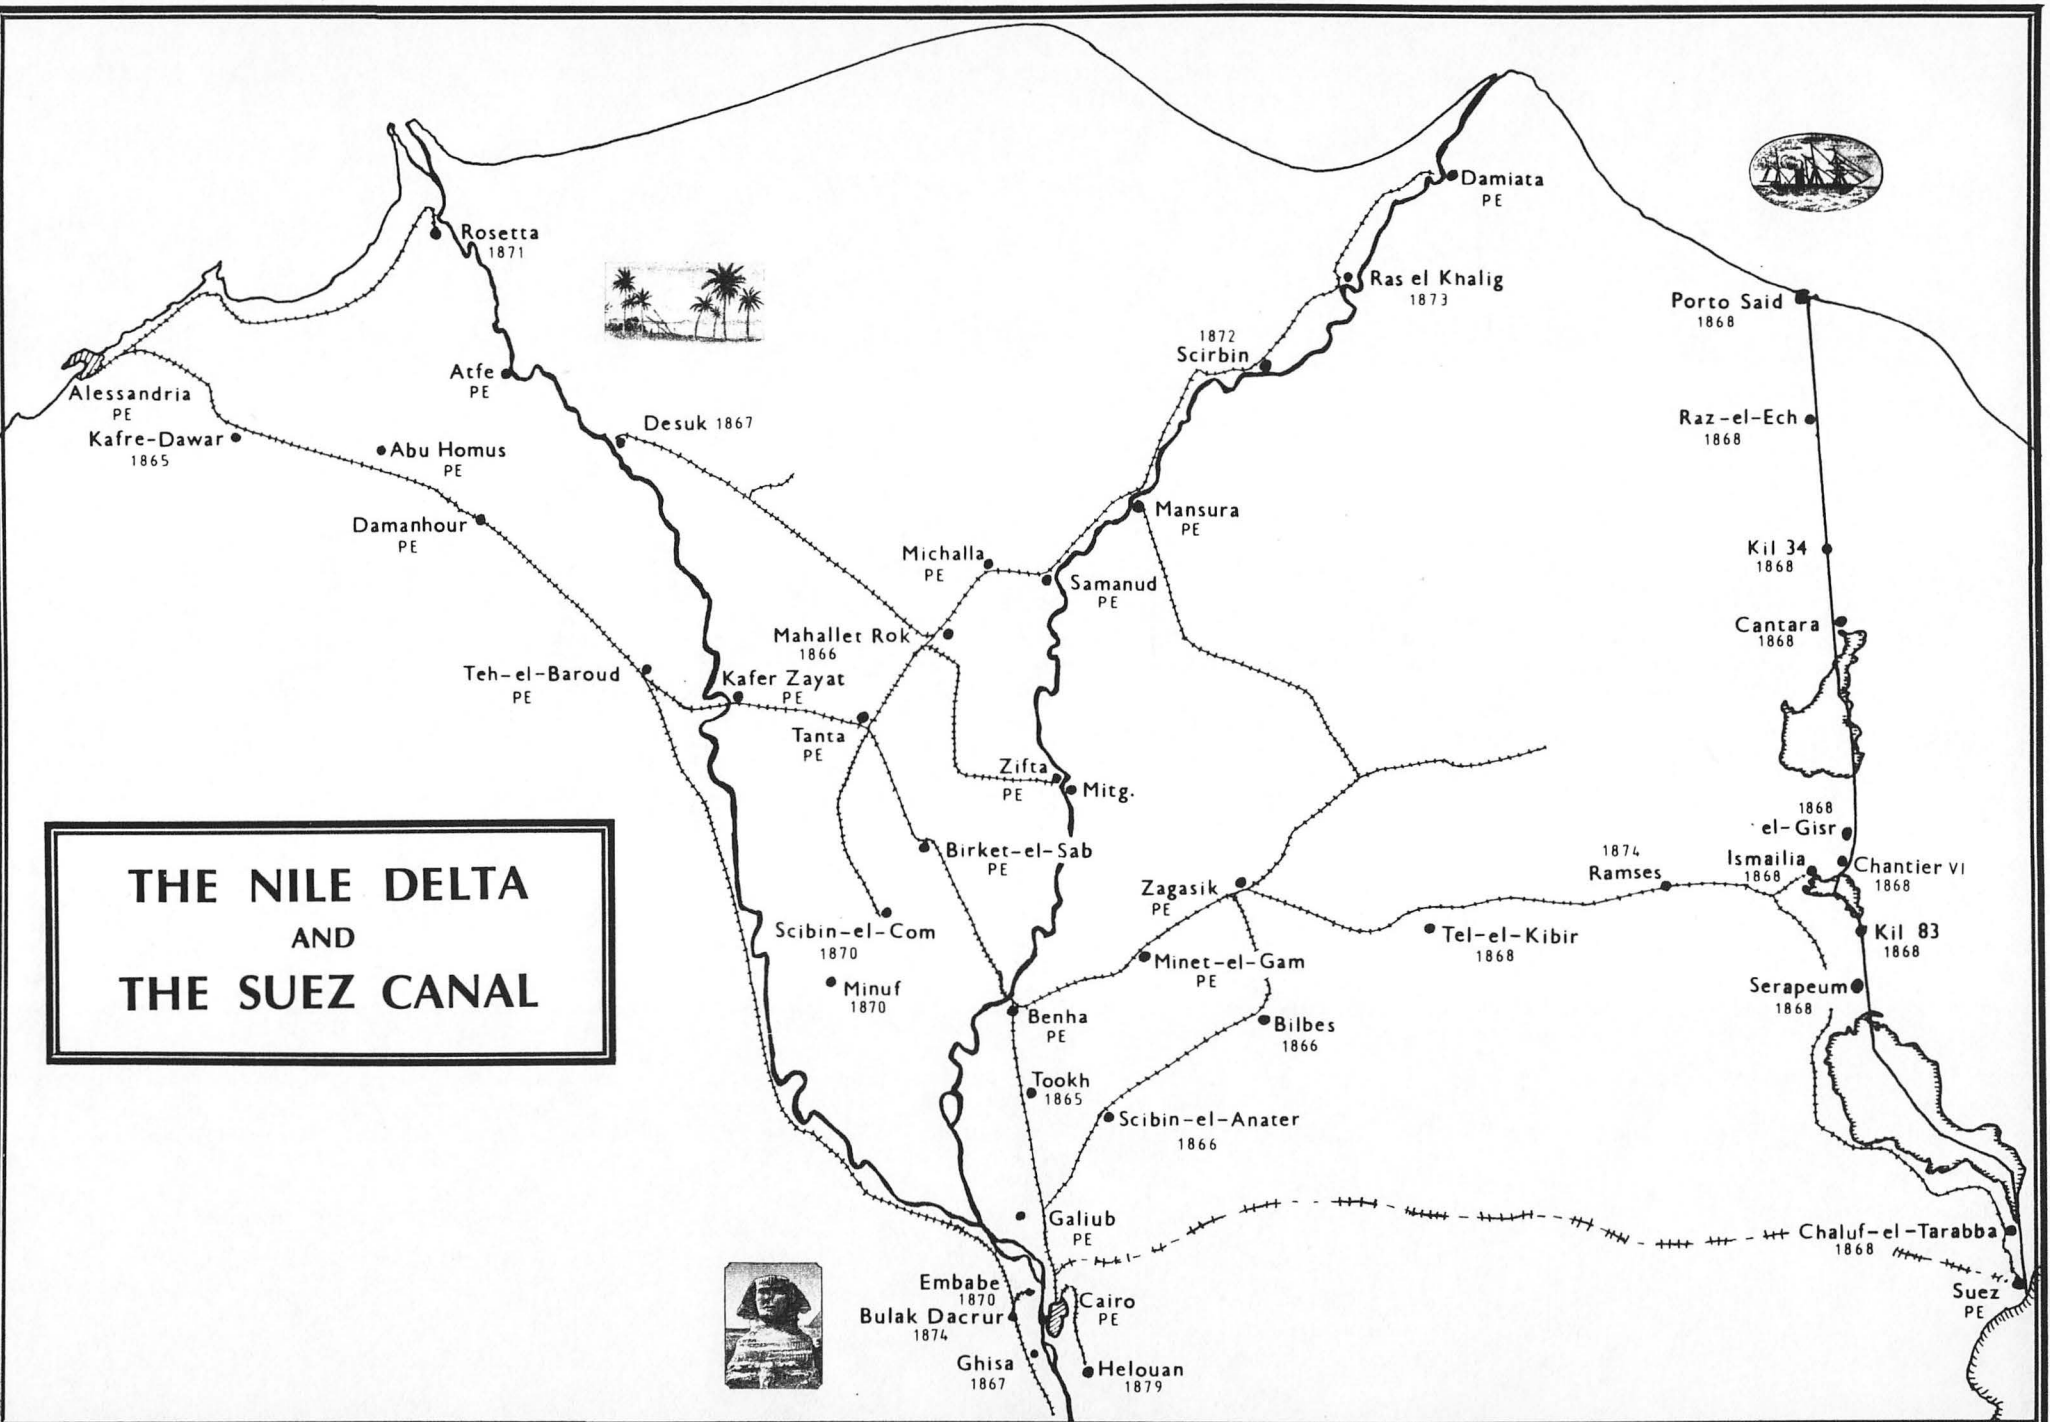 Damiata
PE
Rosetta
1871
Ras el Khalig
1873
Porto Said
1868
1872
Scirbin
Atfe
PE
Alessandria
PE
Desuk 1867
Raz-el-Ech
1868
Kafre-Dawar
1865
Abu Homus
PE
Mansura
PE
Damanhour
PE
Kil 34
1868
Michalla
PE
Samanud
PE
Cantara
1868
Mahallet Rok
1866
Teh-el-Baroud
PE
Kafer Zayat
PE
Tanta
PE
Zifta
PE
Mitg.
1868
el-Gisr
Birket-el-Sab
PE
1874
Ramses
Ismailia
1868
Chantier VI
1868
THE NILE DELTA
AND
THE SUEZ CANAL
Zagasik
PE
Scibin-el-Com
1870
Tel-el-Kibir
1868
Kil 83
1868
Minet-el-Gam
PE
Minuf
1870
Serapeum
1868
Benha
PE
Bilbes
1866
Tookh
1865
Scibin-el-Anater
1866
Galiub
PE
Chaluf-el-Tarabba
1868
Embabe
1870
Suez
PE
Cairo
PE
Bulak Dacrur
1874
Ghisa
1867
Helouan
1879